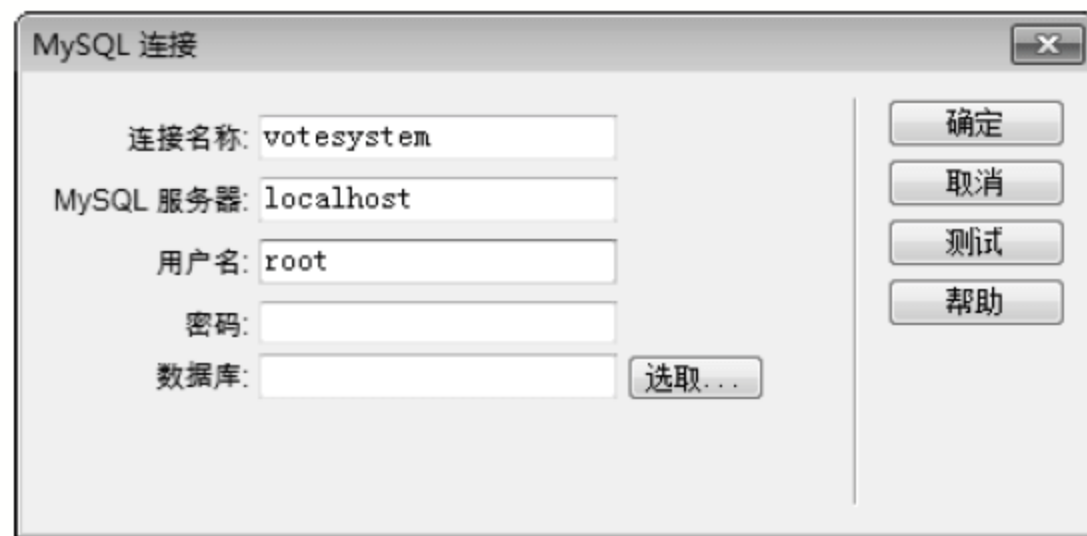 MySQL 连接
连接名称: votesystem
MySQL 服务器: localhost
用户名: root
密码:
数据库:
选取...
确定
取消
测试
帮助